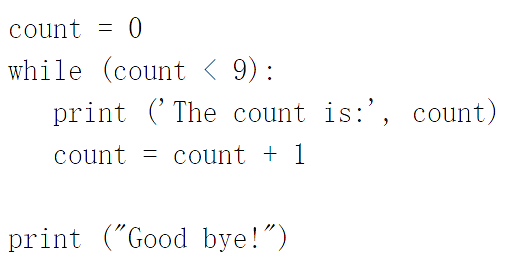 count = 0
while (count < 9):
   print ('The count is:', count)
   count = count + 1

print ("Good bye!")